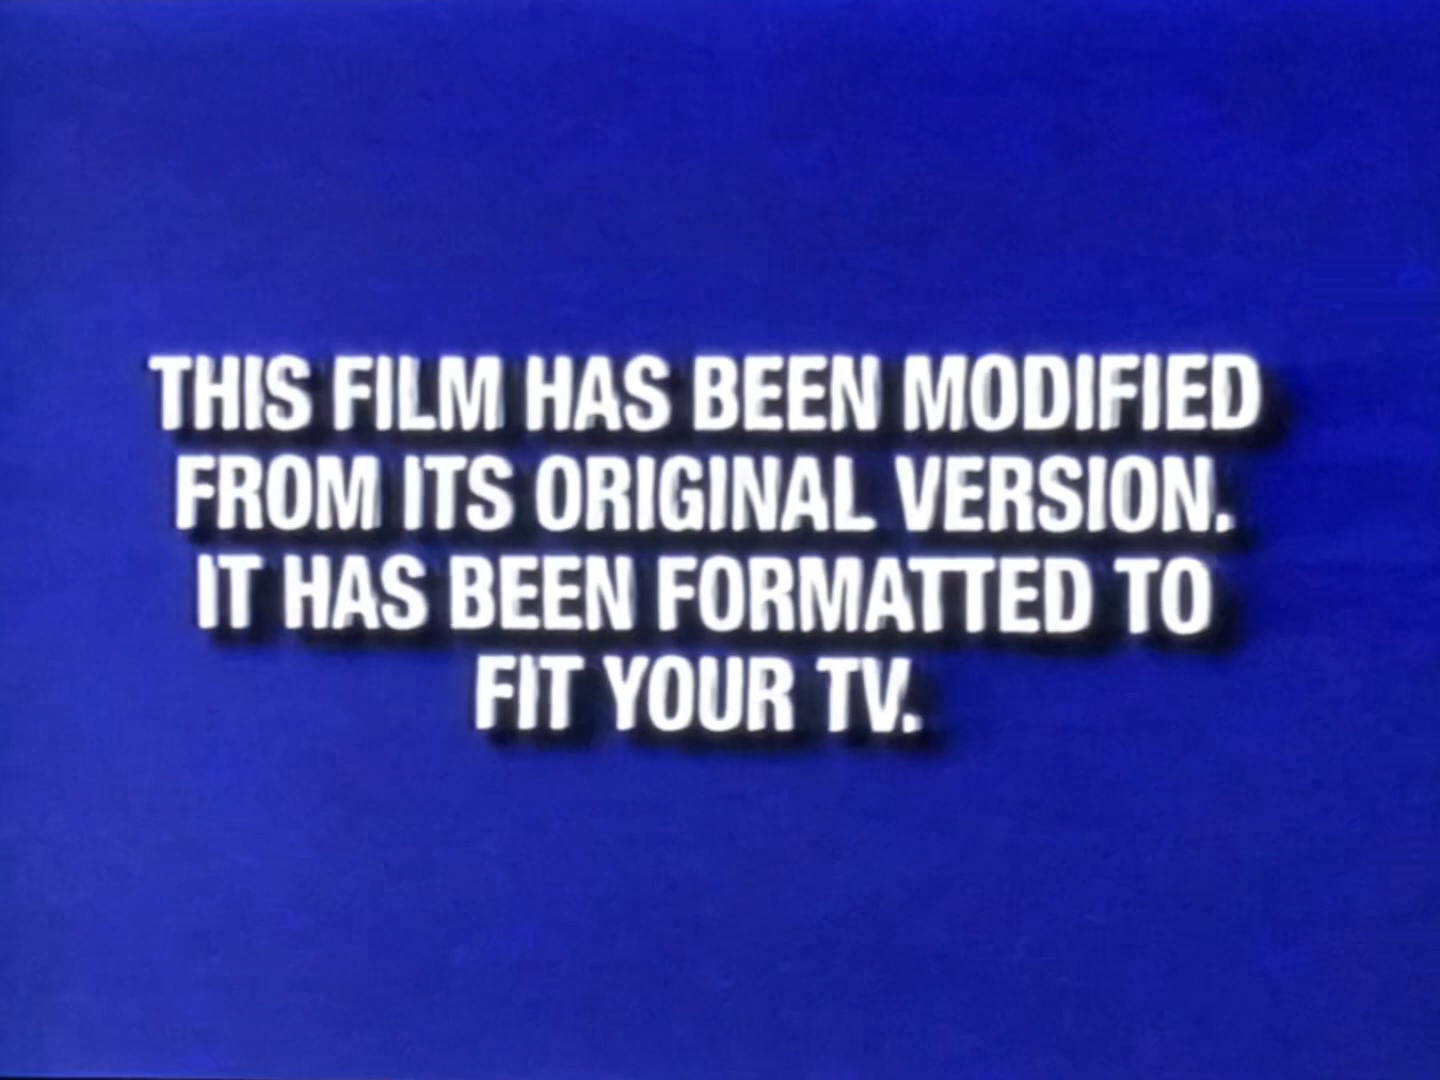 THIS FILM HAS BEEN MODIFIED
FROM ITS ORIGINAL VERSION.
IT HAS BEEN FORMATTED TO
FIT YOUR TV.